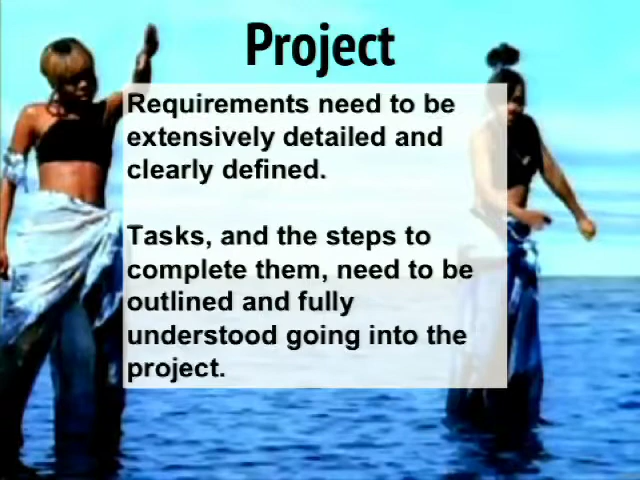 Project
Requirements need to be
extensively detailed and
clearly defined.
Tasks, and the steps to
complete them, need to be
outlined and fully
understood going into the
project.